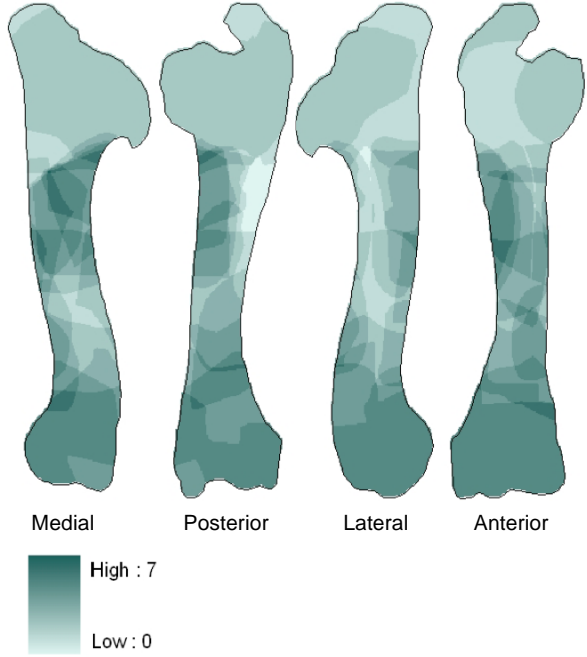 Medial
Posterior
Lateral
Anterior
High : 7
Low : 0